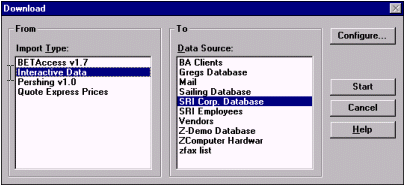 Download
From
Import Type:
BETAccess v1.7
Interactive Data
Pershing v1.0
Quote Express Prices
To
Data Source:
BA Clients
Gregs Database
Mail
Sailing Database
SRI Corp. Database
SRI Employees
Vendors
Z-Demo Database
ZComputer Hardwar
zfax list
Configure...
Start
Cancel
Help